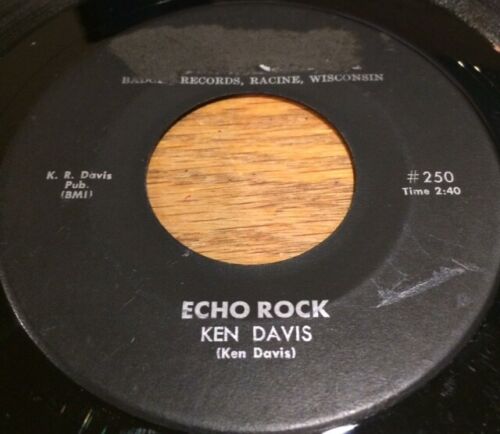 RECORDS, RACINE, WISCONSIN
K. R. Davis
Pub.
(BMI)
#250
Time 2:40
ECHO ROCK
KEN DAVIS
(Ken Davis)